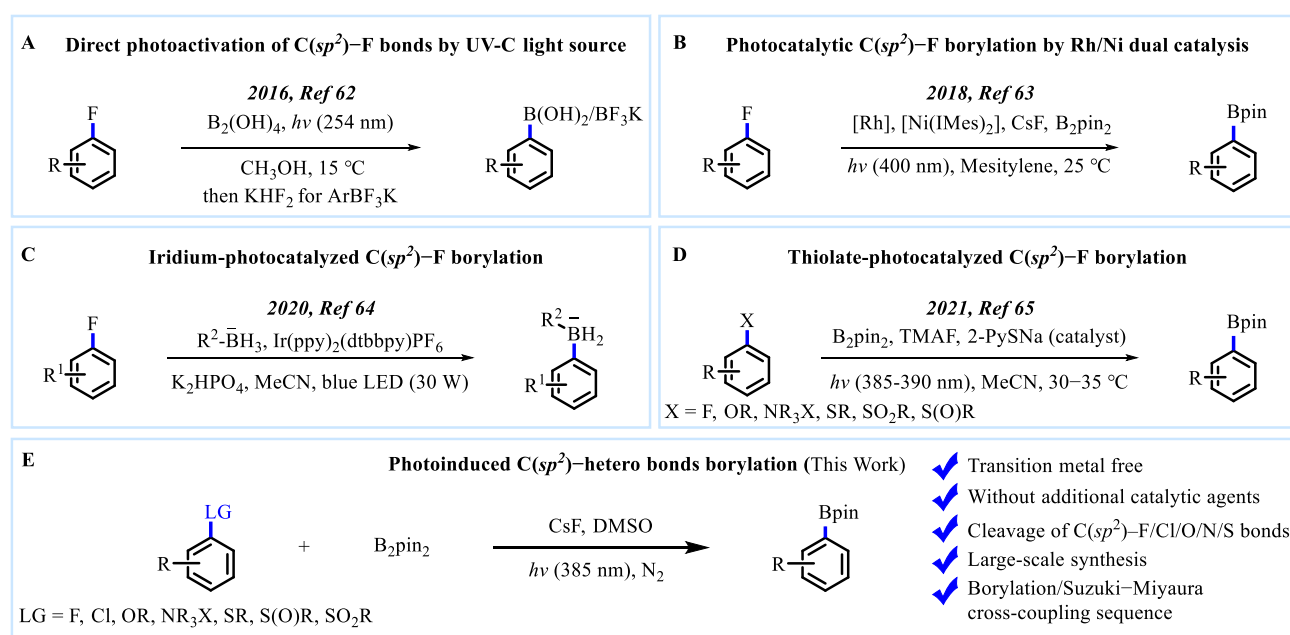 A Direct photoactivation of C(sp²)−F bonds by UV-C light source
2016, Ref 62
F
R
B₂(OH)₄, hv (254 nm)
CH₃OH, 15 ℃
then KHF₂ for ArBF₃K
B(OH)₂/BF₃K
R
B Photocatalytic C(sp²)−F borylation by Rh/Ni dual catalysis
2018, Ref 63
F
R
[Rh], [Ni(IMes)₂], CsF, B₂pin₂
hv (400 nm), Mesitylene, 25 ℃
Bpin
R
C Iridium-photocatalyzed C(sp²)−F borylation
2020, Ref 64
F
R¹
R²-B̄H₃, Ir(ppy)₂(dtbbpy)PF₆
K₂HPO₄, MeCN, blue LED (30 W)
R² −
BH₂
R¹
D Thiolate-photocatalyzed C(sp²)−F borylation
2021, Ref 65
X
R
B₂pin₂, TMAF, 2-PySNa (catalyst)
hv (385-390 nm), MeCN, 30−35 ℃
Bpin
R
X = F, OR, NR₃X, SR, SO₂R, S(O)R
E Photoinduced C(sp²)−hetero bonds borylation (This Work)
LG
R
+
B₂pin₂
CsF, DMSO
hv (385 nm), N₂
Bpin
R
LG = F, Cl, OR, NR₃X, SR, S(O)R, SO₂R
Transition metal free
Without additional catalytic agents
Cleavage of C(sp²)–F/Cl/O/N/S bonds
Large-scale synthesis
Borylation/Suzuki−Miyaura
cross-coupling sequence